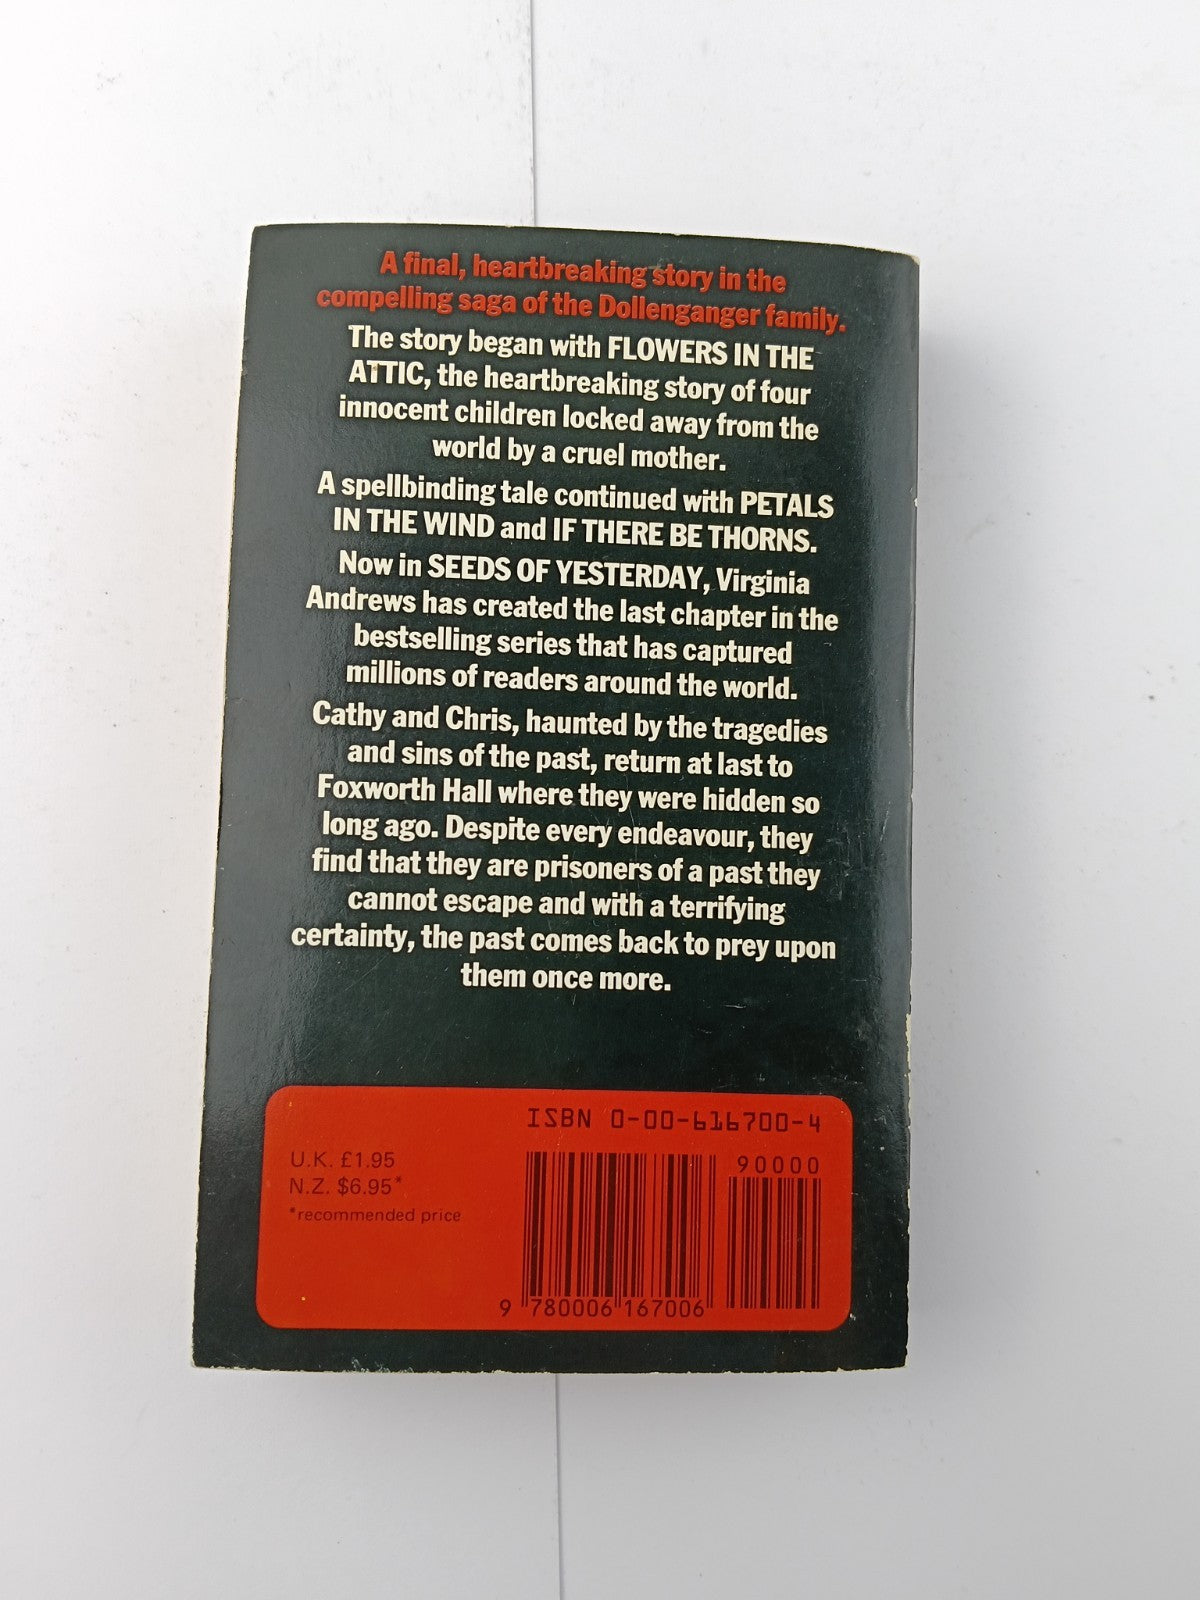 A final, heartbreaking story in the
compelling saga of the Dollenganger family.
The story began with FLOWERS IN THE
ATTIC, the heartbreaking story of four
innocent children locked away from the
world by a cruel mother.
A spellbinding tale continued with PETALS
IN THE WIND and IF THERE BE THORNS.
Now in SEEDS OF YESTERDAY, Virginia
Andrews has created the last chapter in the
bestselling series that has captured
millions of readers around the world.
Cathy and Chris, haunted by the tragedies
and sins of the past, return at last to
Foxworth Hall where they were hidden so
long ago. Despite every endeavour, they
find that they are prisoners of a past they
cannot escape and with a terrifying
certainty, the past comes back to prey upon
them once more.
ISBN 0-00-616700-4
U.K. £1.95
N.Z. $6.95*
*recommended price
90000
9 780006 167006